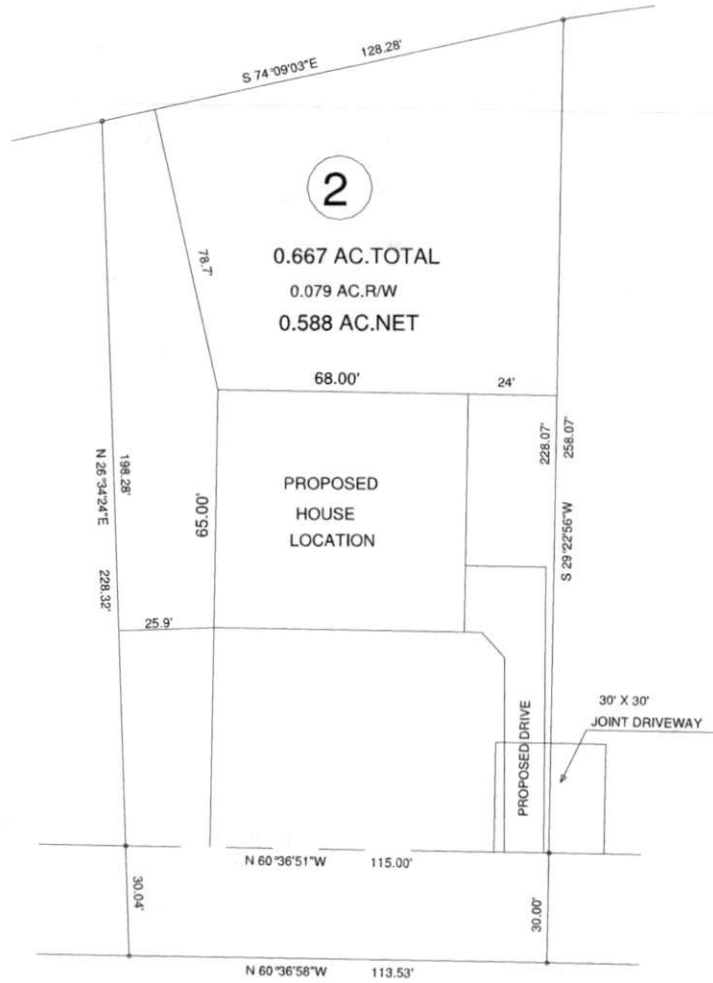 S 74°09'03"E 128.28'
2
78.7'
0.667 AC.TOTAL
0.079 AC.R/W
0.588 AC.NET
68.00' 24'
N 26°34'24"E 198.28'
228.32'
65.00'
PROPOSED
HOUSE
LOCATION
228.07' 258.07'
S 29°22'56"W
25.9'
PROPOSED DRIVE
30' X 30'
JOINT DRIVEWAY
N 60°36'51"W 115.00'
30.04'
30.00'
N 60°36'58"W 113.53'